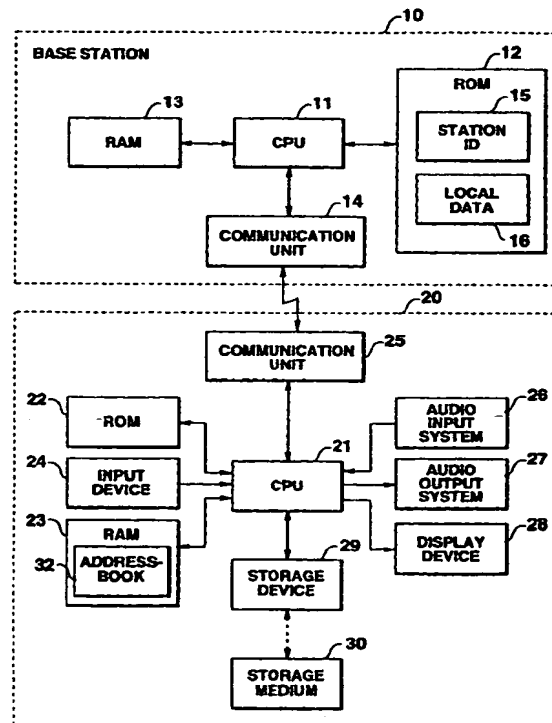 10
BASE STATION
12
ROM
13
RAM
11
CPU
15
STATION
ID
14
COMMUNICATION
UNIT
LOCAL
DATA
16
20
COMMUNICATION
UNIT
25
22
ROM
21
CPU
26
AUDIO
INPUT
SYSTEM
24
INPUT
DEVICE
27
AUDIO
OUTPUT
SYSTEM
23
RAM
32
ADDRESS-
BOOK
28
DISPLAY
DEVICE
29
STORAGE
DEVICE
30
STORAGE
MEDIUM